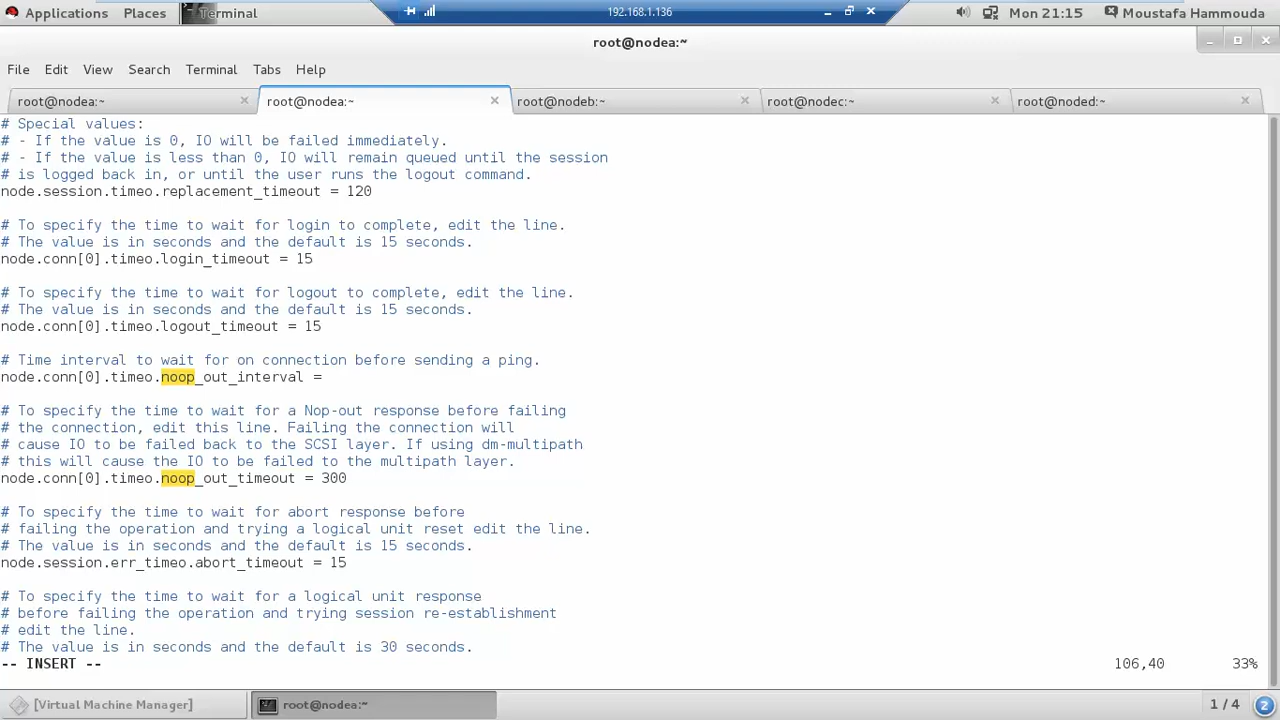 Applications Places Terminal 192.168.1.136 Mon 21:15 Moustafa Hammouda
root@nodea:~
File Edit View Search Terminal Tabs Help
root@nodea:~ root@nodea:~ root@nodeb:~ root@nodec:~ root@noded:~
# Special values:
# - If the value is 0, IO will be failed immediately.
# - If the value is less than 0, IO will remain queued until the session
# is logged back in, or until the user runs the logout command.
node.session.timeo.replacement_timeout = 120
# To specify the time to wait for login to complete, edit the line.
# The value is in seconds and the default is 15 seconds.
node.conn[0].timeo.login_timeout = 15
# To specify the time to wait for logout to complete, edit the line.
# The value is in seconds and the default is 15 seconds.
node.conn[0].timeo.logout_timeout = 15
# Time interval to wait for on connection before sending a ping.
node.conn[0].timeo.noop_out_interval =
# To specify the time to wait for a Nop-out response before failing
# the connection, edit this line. Failing the connection will
# cause IO to be failed back to the SCSI layer. If using dm-multipath
# this will cause the IO to be failed to the multipath layer.
node.conn[0].timeo.noop_out_timeout = 300
# To specify the time to wait for abort response before
# failing the operation and trying a logical unit reset edit the line.
# The value is in seconds and the default is 15 seconds.
node.session.err_timeo.abort_timeout = 15
# To specify the time to wait for a logical unit response
# before failing the operation and trying session re-establishment
# edit the line.
# The value is in seconds and the default is 30 seconds.
-- INSERT -- 106,40 33%
[Virtual Machine Manager] root@nodea:~ 1 / 4 2